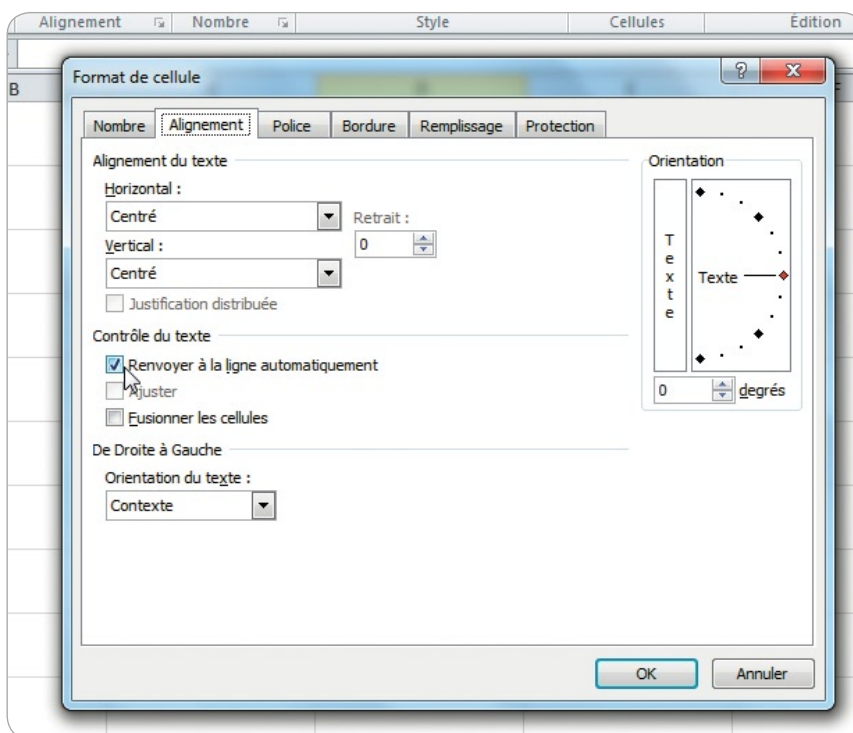 Alignement Nombre Style Cellules Édition
B
Format de cellule
Nombre Alignement Police Bordure Remplissage Protection
Alignement du texte
Orientation
Horizontal :
Centré
Retrait :
0
Vertical :
Centré
Justification distribuée
Texte
Texte
0 degrés
Contrôle du texte
Renvoyer à la ligne automatiquement
Ajuster
Fusionner les cellules
De Droite à Gauche
Orientation du texte :
Contexte
OK Annuler